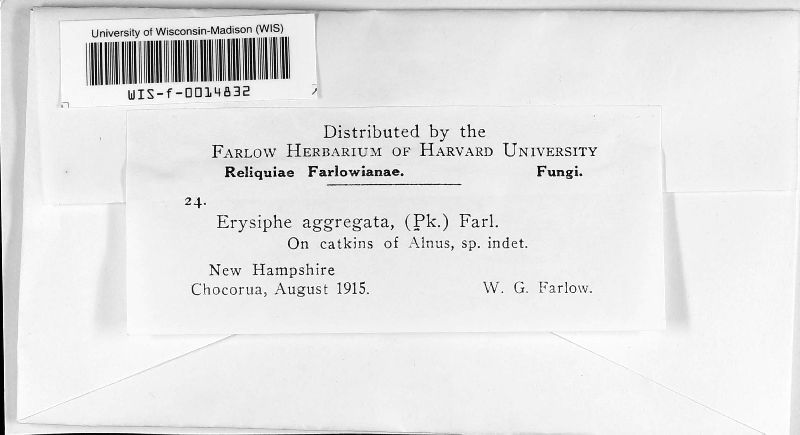 University of Wisconsin-Madison (WIS)
WIS-f-0014832
Distributed by the
FARLOW HERBARIUM OF HARVARD UNIVERSITY
Reliquiae Farlowianae. Fungi.
24.
Erysiphe aggregata, (Pk.) Farl.
On catkins of Alnus, sp. indet.
New Hampshire
Chocorua, August 1915. W. G. Farlow.